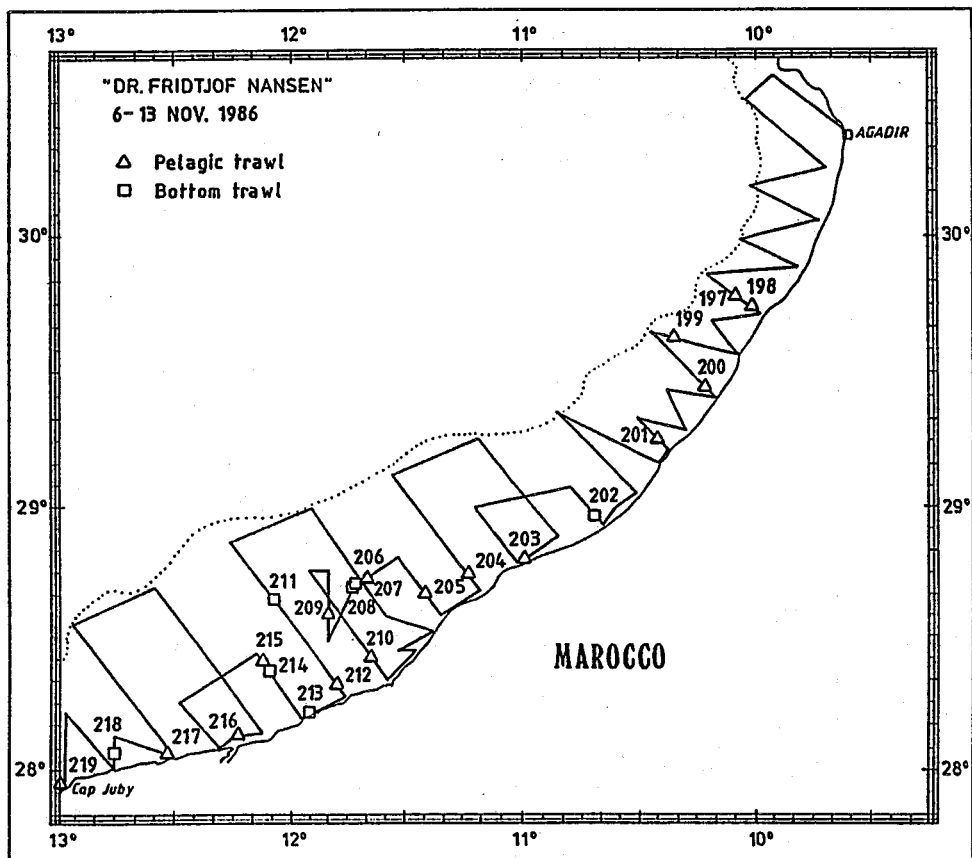 13° 12° 11° 10°
"DR. FRIDTJOF NANSEN"
6-13 NOV. 1986
△ Pelagic trawl
□ Bottom trawl
AGADIR
30° 30°
197 198
199
200
201
29° 29°
202
203
204
205
206
207
208
209
210
211
212
213
214
215
216
217
218
219
MAROCCO
28° 28°
Cap Juby
13° 12° 11° 10°